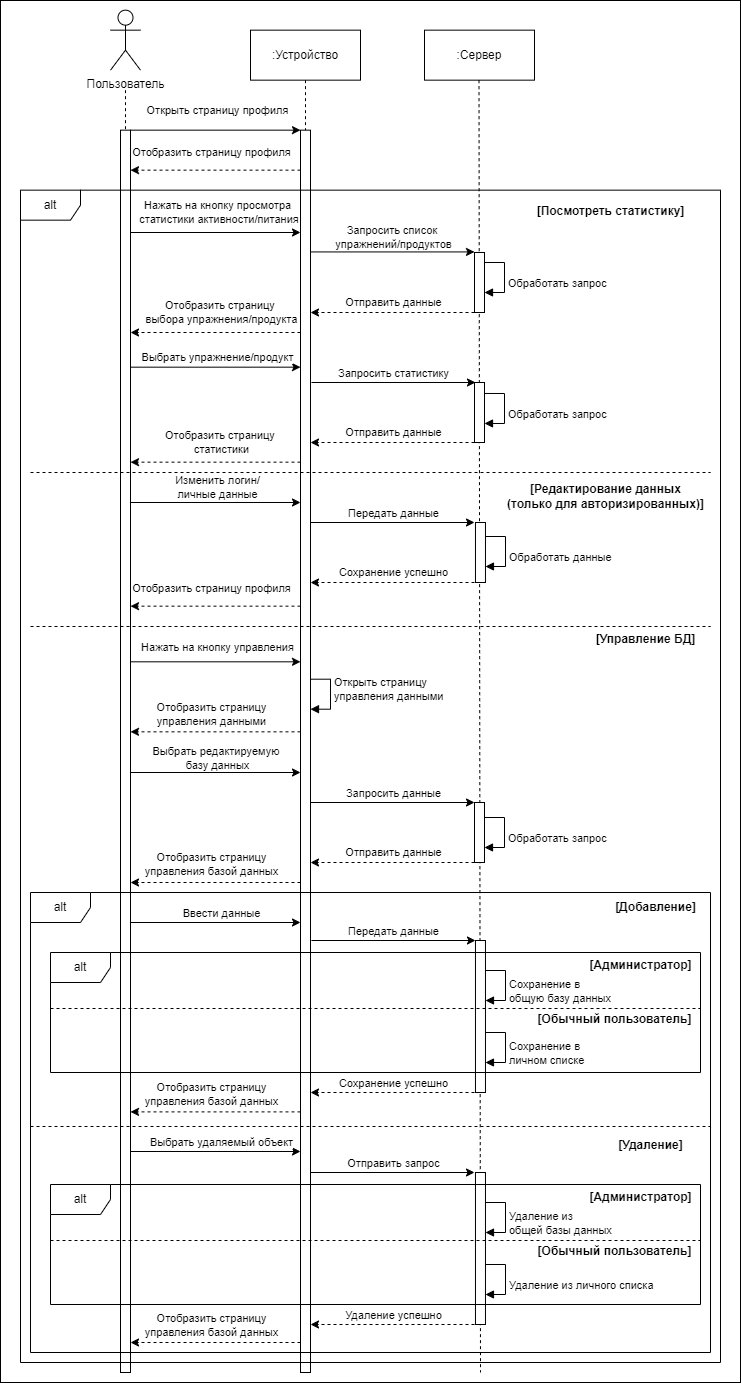 :Устройство
:Сервер
Пользователь
Открыть страницу профиля
Отобразить страницу профиля
alt
[Посмотреть статистику]
Нажать на кнопку просмотра
статистики активности/питания
Запросить список
упражнений/продуктов
Обработать запрос
Отправить данные
Отобразить страницу
выбора упражнения/продукта
Выбрать упражнение/продукт
Запросить статистику
Обработать запрос
Отправить данные
Отобразить страницу
статистики
Изменить логин/
личные данные
[Редактирование данных
(только для авторизированных)]
Передать данные
Обработать данные
Сохранение успешно
Отобразить страницу профиля
[Управление БД]
Нажать на кнопку управления
Открыть страницу
управления данными
Отобразить страницу
управления данными
Выбрать редактируемую
базу данных
Запросить данные
Обработать запрос
Отправить данные
Отобразить страницу
управления базой данных
alt
[Добавление]
Ввести данные
Передать данные
alt
[Администратор]
Сохранение в
общую базу данных
[Обычный пользователь]
Сохранение в
личном списке
Сохранение успешно
Отобразить страницу
управления базой данных
[Удаление]
Выбрать удаляемый объект
Отправить запрос
alt
[Администратор]
Удаление из
общей базы данных
[Обычный пользователь]
Удаление из личного списка
Удаление успешно
Отобразить страницу
управления базой данных